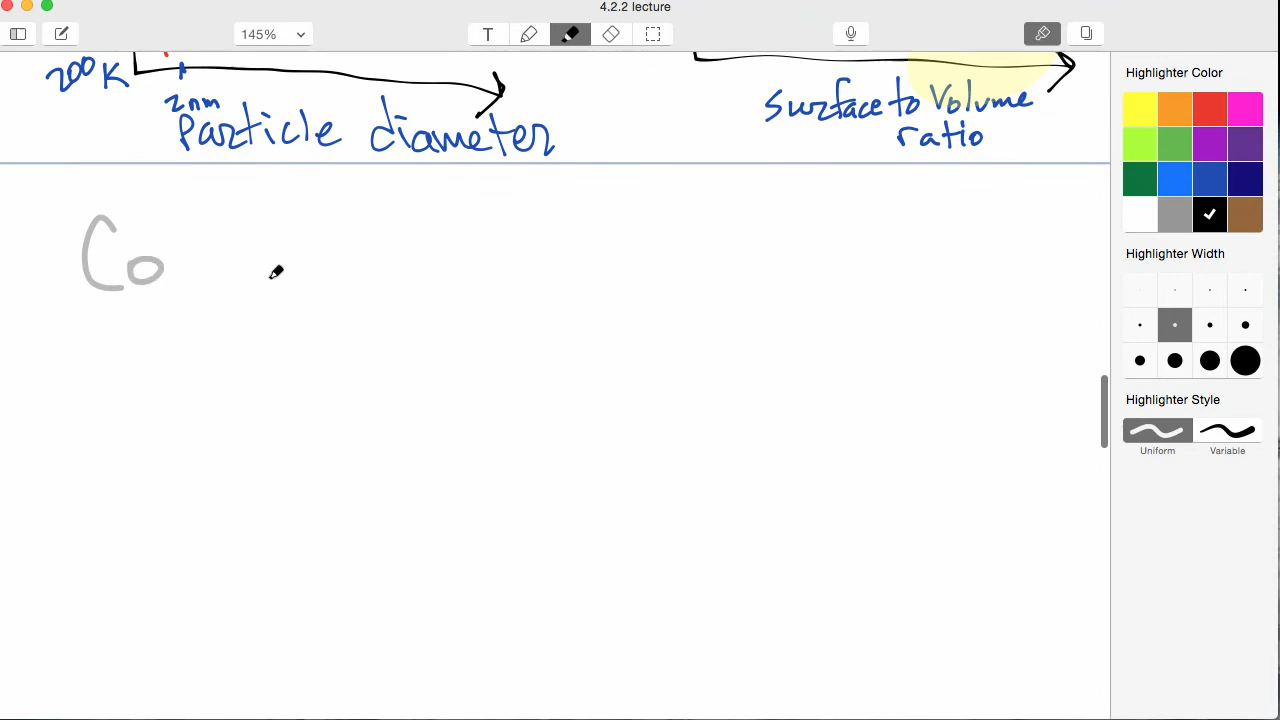 4.2.2 lecture
145%
T
Highlighter Color
200 K
2nm
Particle diameter
Surface to Volume
ratio
Co
Highlighter Width
Highlighter Style
Uniform
Variable